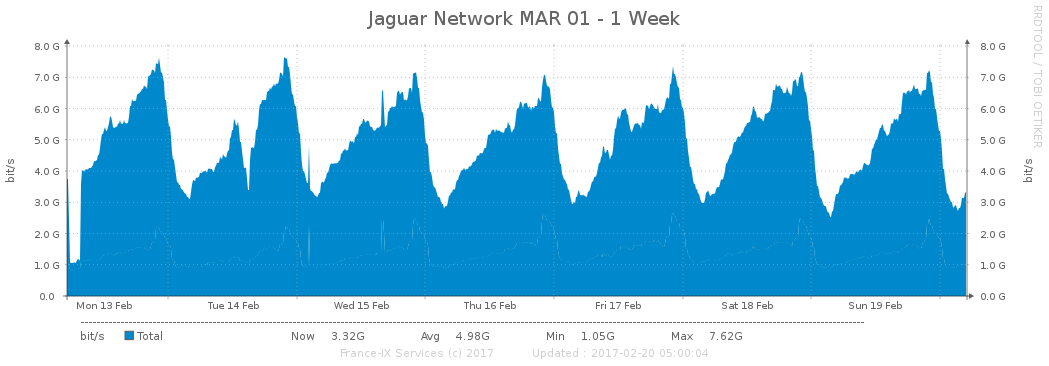 Jaguar Network MAR 01 - 1 Week
RRDTOOL / TOBI OETIKER
bit/s
8.0 G 8.0 G
7.0 G 7.0 G
6.0 G 6.0 G
5.0 G 5.0 G
4.0 G 4.0 G
3.0 G 3.0 G
2.0 G 2.0 G
1.0 G 1.0 G
0.0 0.0 G
bit/s
Mon 13 Feb Tue 14 Feb Wed 15 Feb Thu 16 Feb Fri 17 Feb Sat 18 Feb Sun 19 Feb
bit/s Total Now 3.32G Avg 4.98G Min 1.05G Max 7.62G
France-IX Services (c) 2017 Updated : 2017-02-20 05:00:04